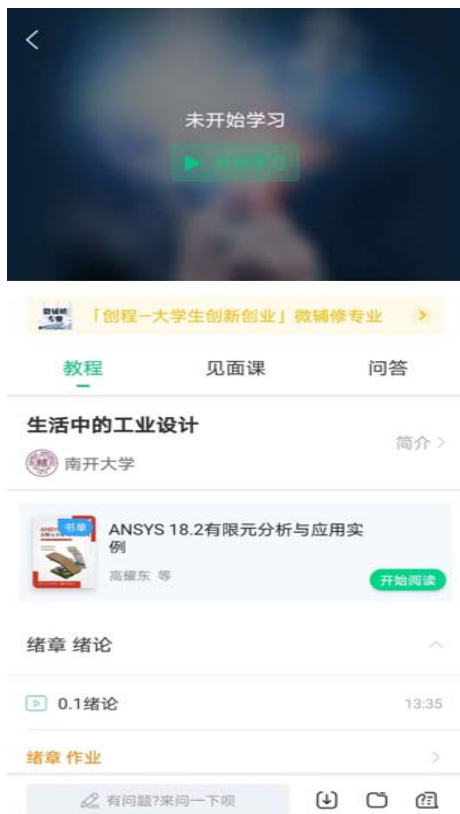 未开始学习
「创程-大学生创新创业」微辅修专业
教程
见面课
问答
生活中的工业设计
简介
南开大学
书单
ANSYS 18.2有限元分析与应用实
例
高耀东 等
开始阅读
绪章 绪论
0.1绪论
13:35
绪章 作业
有问题?来问一下呗